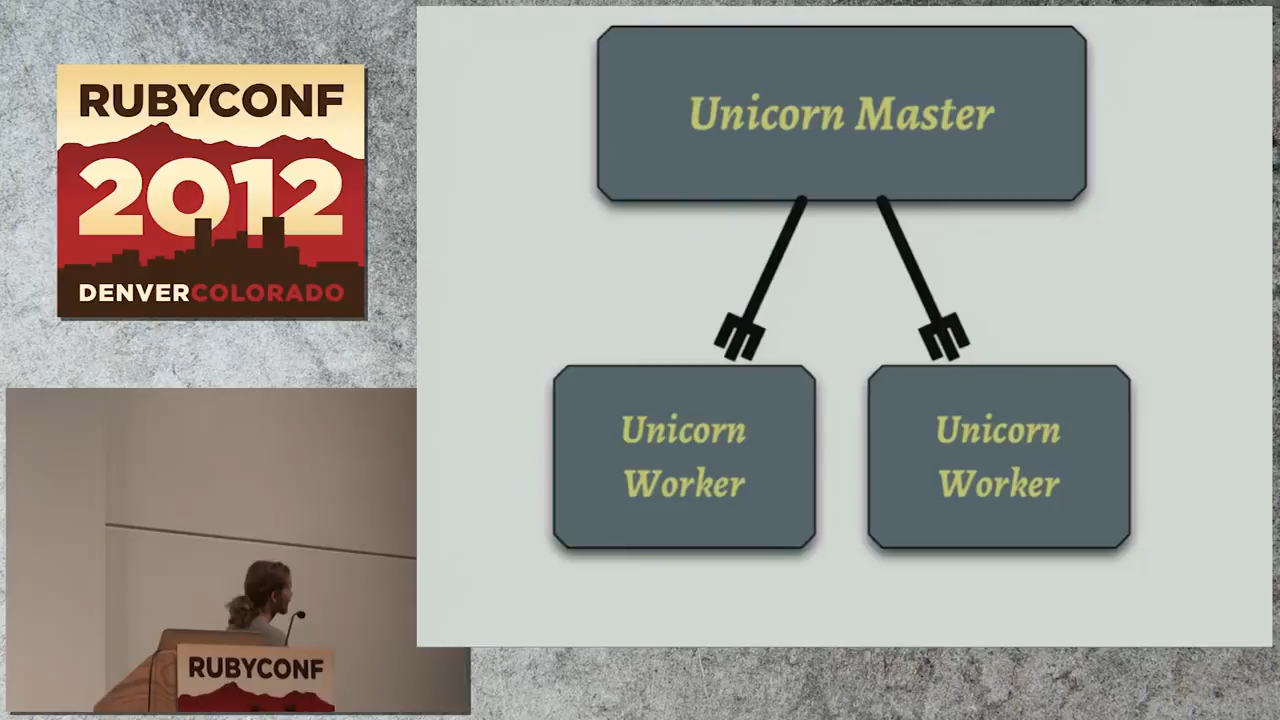 RUBYCONF
2012
DENVERCOLORADO
Unicorn Master
Unicorn
Worker
Unicorn
Worker
RUBYCONF